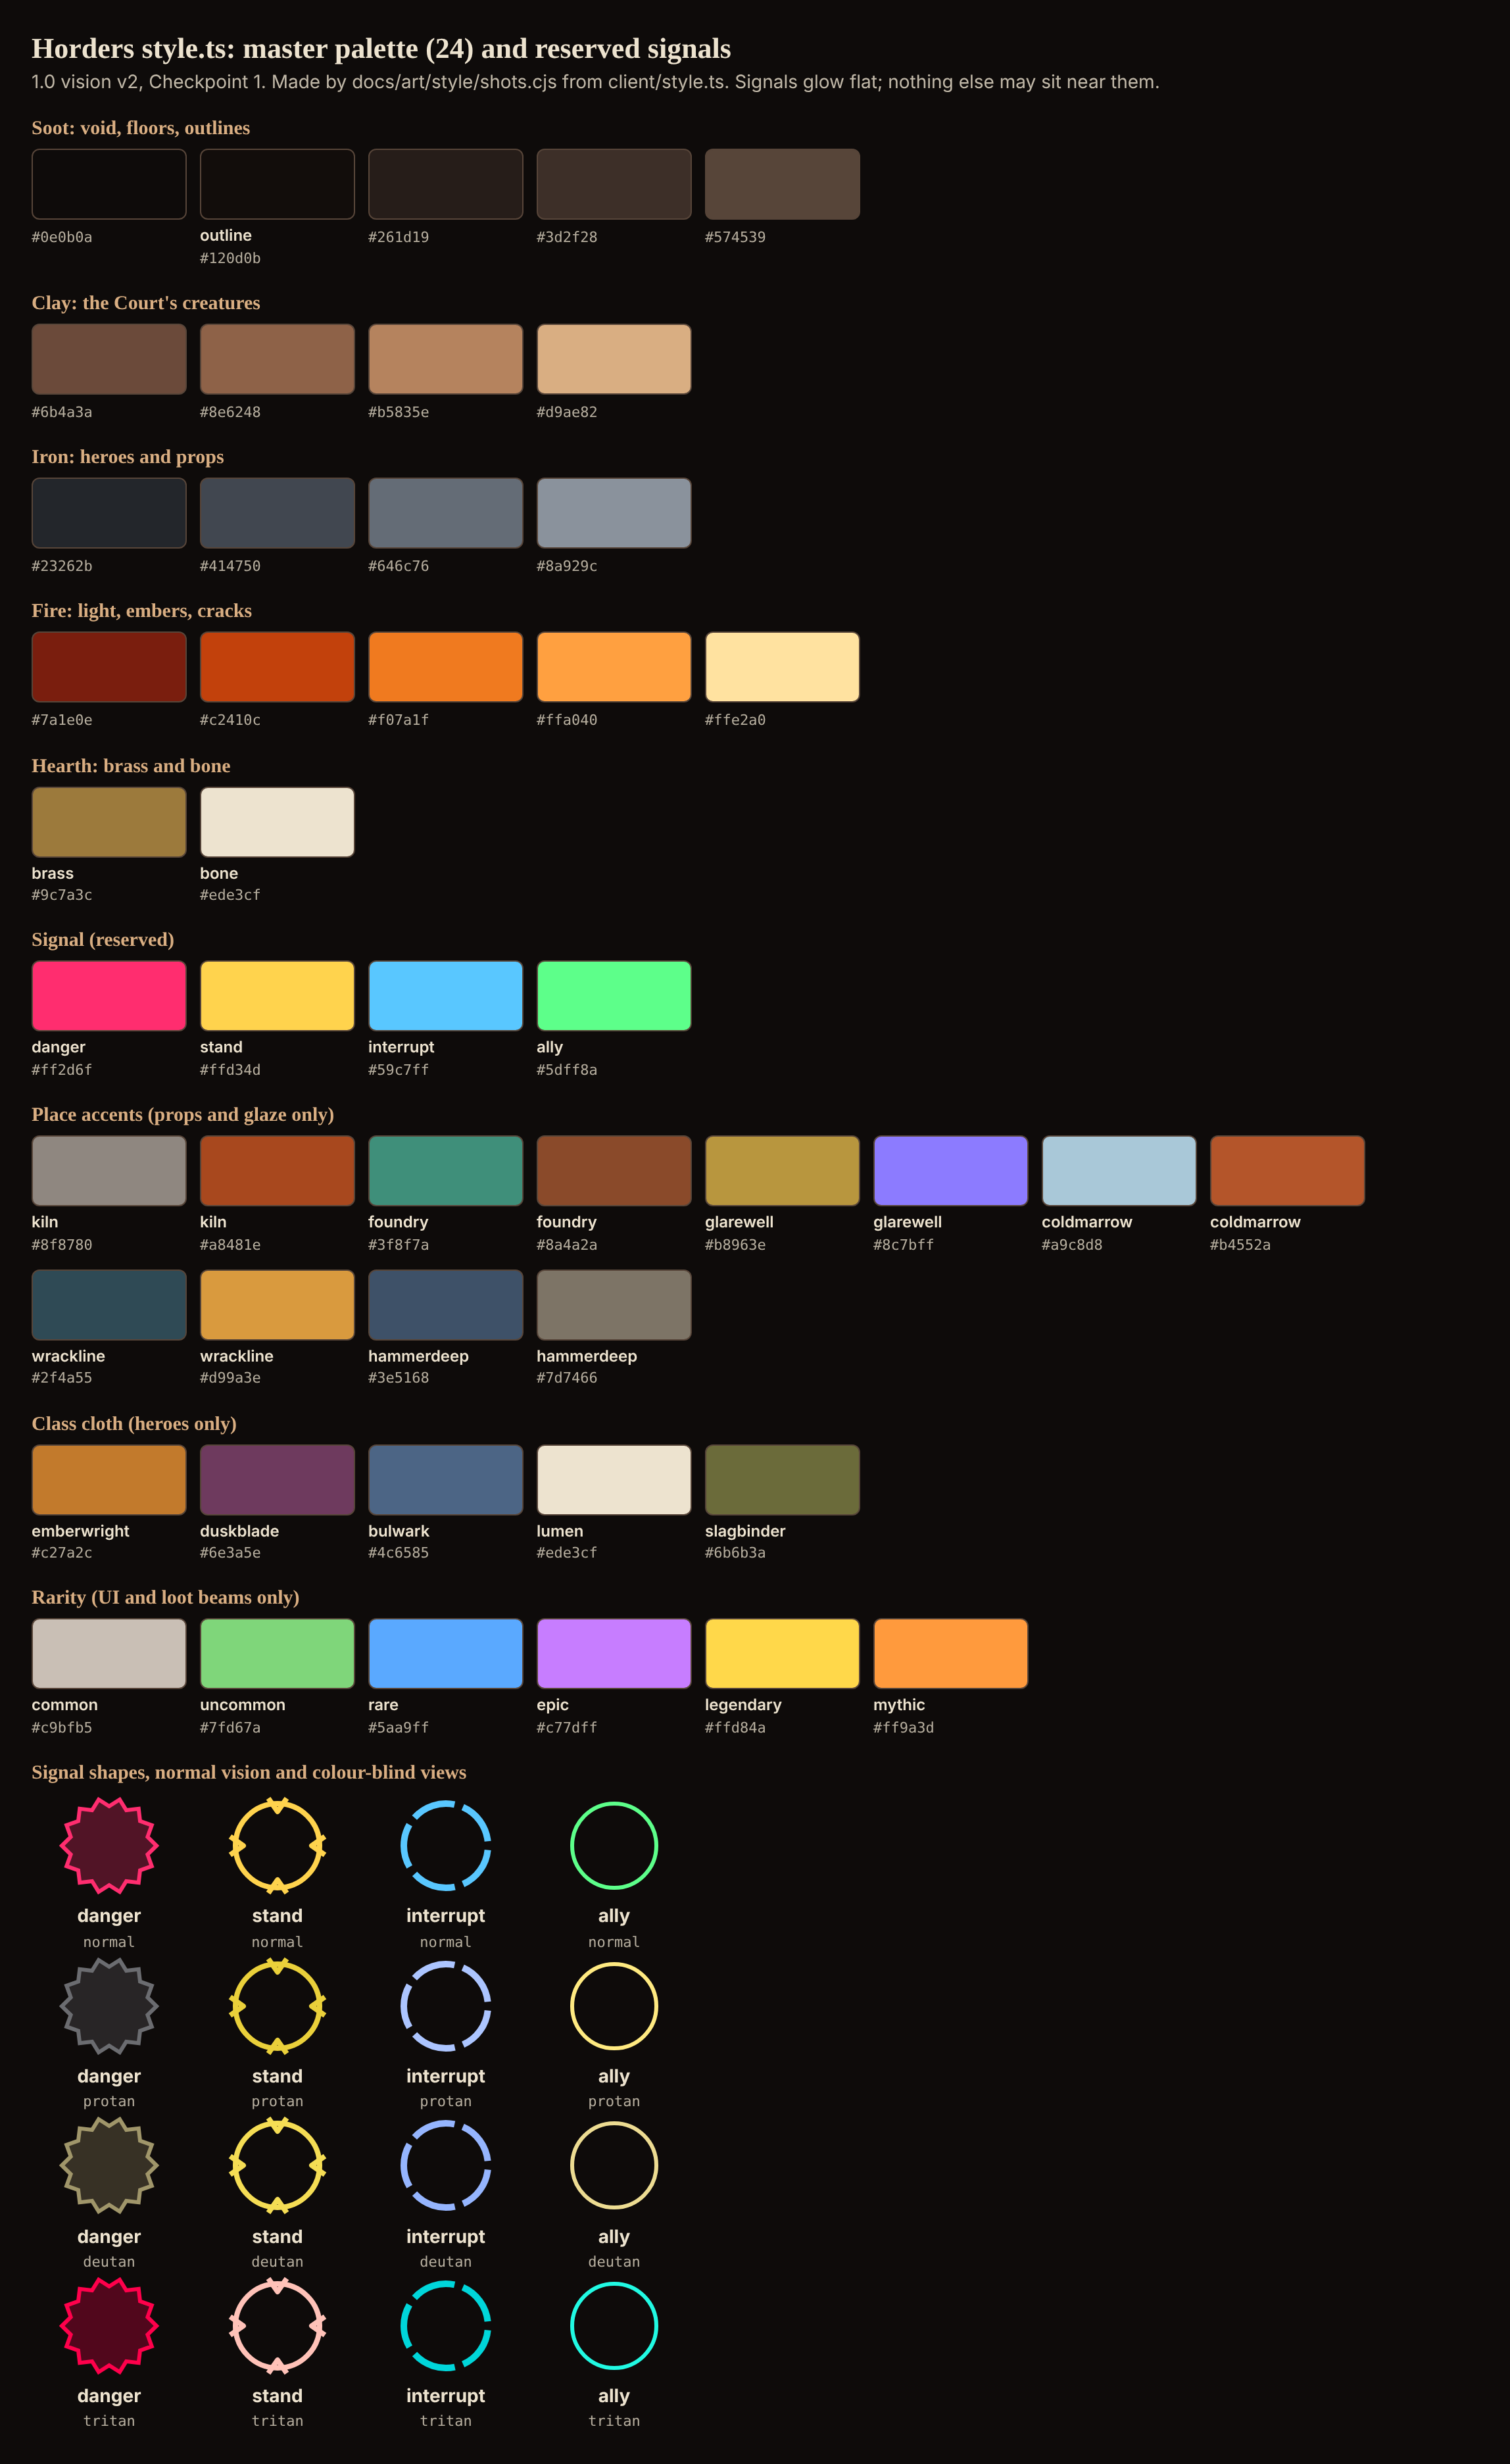 Horders style.ts: master palette (24) and reserved signals
1.0 vision v2, Checkpoint 1. Made by docs/art/style/shots.cjs from client/style.ts. Signals glow flat; nothing else may sit near them.
Soot: void, floors, outlines
#0e0b0a
outline
#120d0b
#261d19
#3d2f28
#574539
Clay: the Court's creatures
#6b4a3a
#8e6248
#b5835e
#d9ae82
Iron: heroes and props
#23262b
#414750
#646c76
#8a929c
Fire: light, embers, cracks
#7a1e0e
#c2410c
#f07a1f
#ffa040
#ffe2a0
Hearth: brass and bone
brass
#9c7a3c
bone
#ede3cf
Signal (reserved)
danger
#ff2d6f
stand
#ffd34d
interrupt
#59c7ff
ally
#5dff8a
Place accents (props and glaze only)
kiln
#8f8780
kiln
#a8481e
foundry
#3f8f7a
foundry
#8a4a2a
glarewell
#b8963e
glarewell
#8c7bff
coldmarrow
#a9c8d8
coldmarrow
#b4552a
wrackline
#2f4a55
wrackline
#d99a3e
hammerdeep
#3e5168
hammerdeep
#7d7466
Class cloth (heroes only)
emberwright
#c27a2c
duskblade
#6e3a5e
bulwark
#4c6585
lumen
#ede3cf
slagbinder
#6b6b3a
Rarity (UI and loot beams only)
common
#c9bfb5
uncommon
#7fd67a
rare
#5aa9ff
epic
#c77dff
legendary
#ffd84a
mythic
#ff9a3d
Signal shapes, normal vision and colour-blind views
danger
normal
stand
normal
interrupt
normal
ally
normal
danger
protan
stand
protan
interrupt
protan
ally
protan
danger
deutan
stand
deutan
interrupt
deutan
ally
deutan
danger
tritan
stand
tritan
interrupt
tritan
ally
tritan